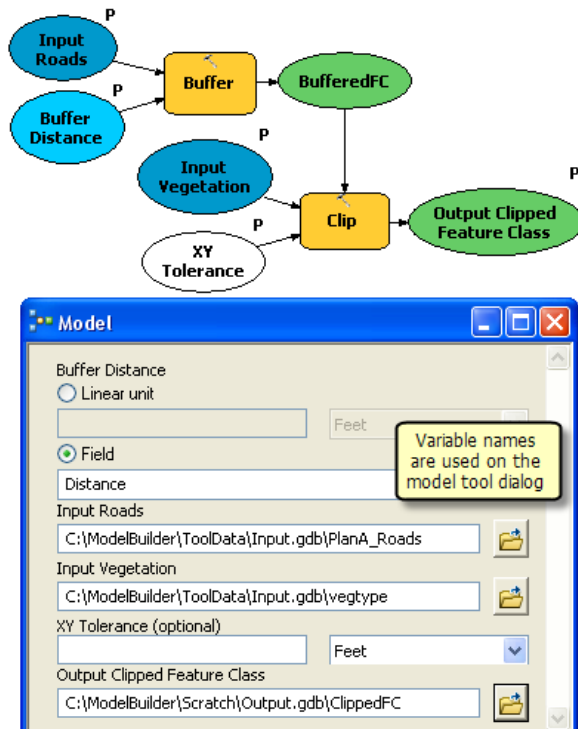 P
Input
Roads
Buffer
BufferedFC
P
Buffer
Distance
P
Input
Vegetation
P
XY
Tolerance
Clip
P
Output Clipped
Feature Class
Model
Buffer Distance
Linear unit
Feet
Field
Distance
Variable names
are used on the
model tool dialog
Input Roads
C:\ModelBuilder\ToolData\Input.gdb\PlanA_Roads
Input Vegetation
C:\ModelBuilder\ToolData\Input.gdb\vegtype
XY Tolerance (optional)
Feet
Output Clipped Feature Class
C:\ModelBuilder\Scratch\Output.gdb\ClippedFC